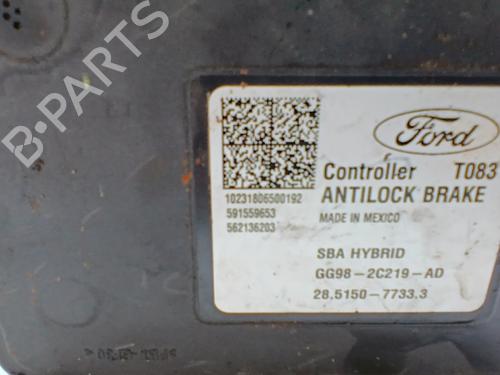 B-PARTS
Ford
Controller T083
ANTILOCK BRAKE
MADE IN MEXICO
10231806500192
591559653
562136203
SBA HYBRID
GG98-2C219-AD
28.5150-7733.3